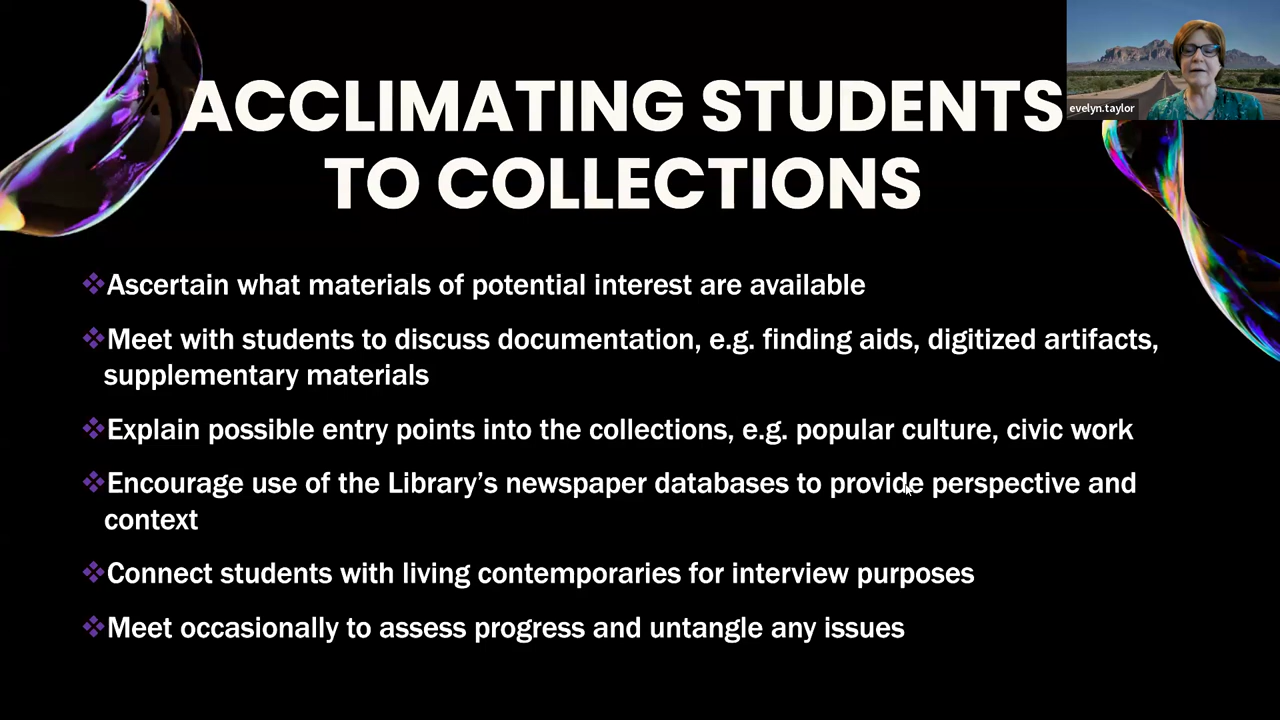 ACCLIMATING STUDENTS
TO COLLECTIONS
evelyn.taylor
❖Ascertain what materials of potential interest are available
❖Meet with students to discuss documentation, e.g. finding aids, digitized artifacts,
supplementary materials
❖Explain possible entry points into the collections, e.g. popular culture, civic work
❖Encourage use of the Library’s newspaper databases to provide perspective and
context
❖Connect students with living contemporaries for interview purposes
❖Meet occasionally to assess progress and untangle any issues